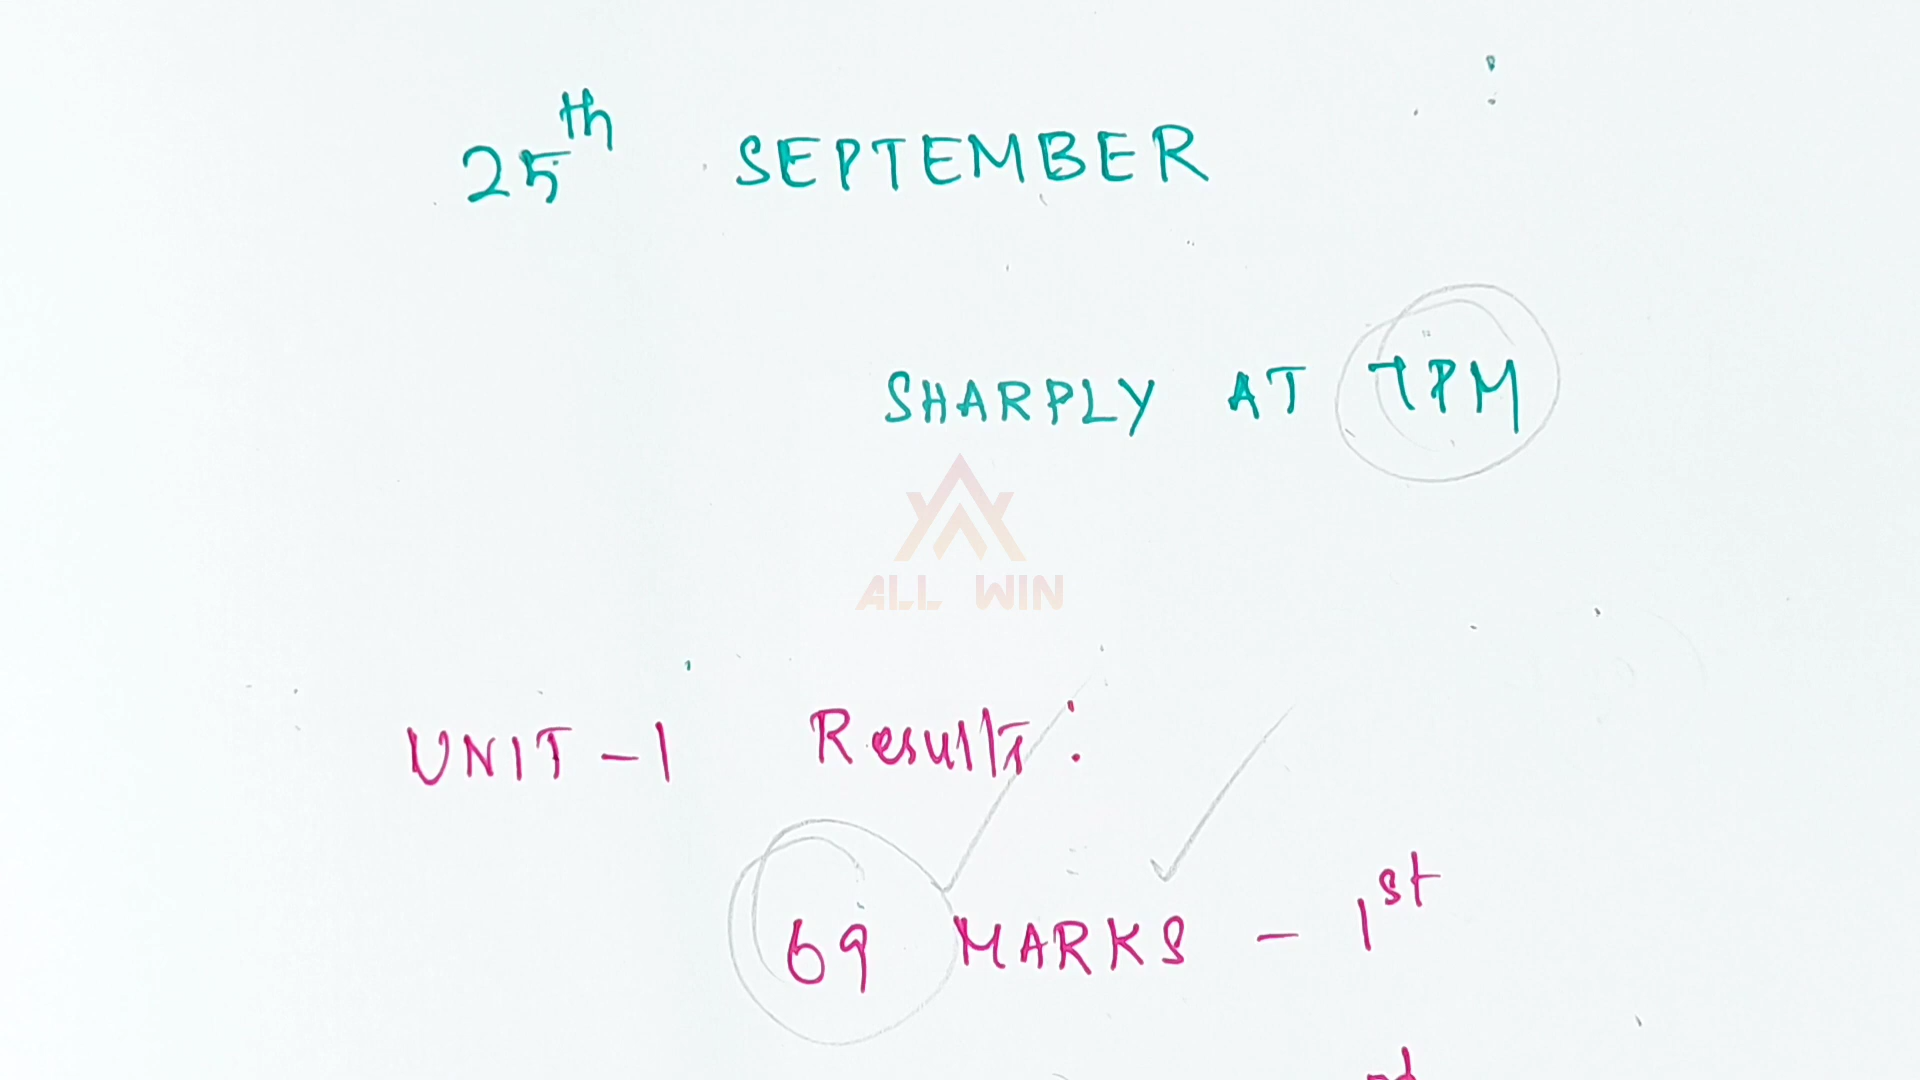 25th SEPTEMBER
SHARPLY AT 7PM
ALL WIN
UNIT-1 Results:
69 MARKS - 1st